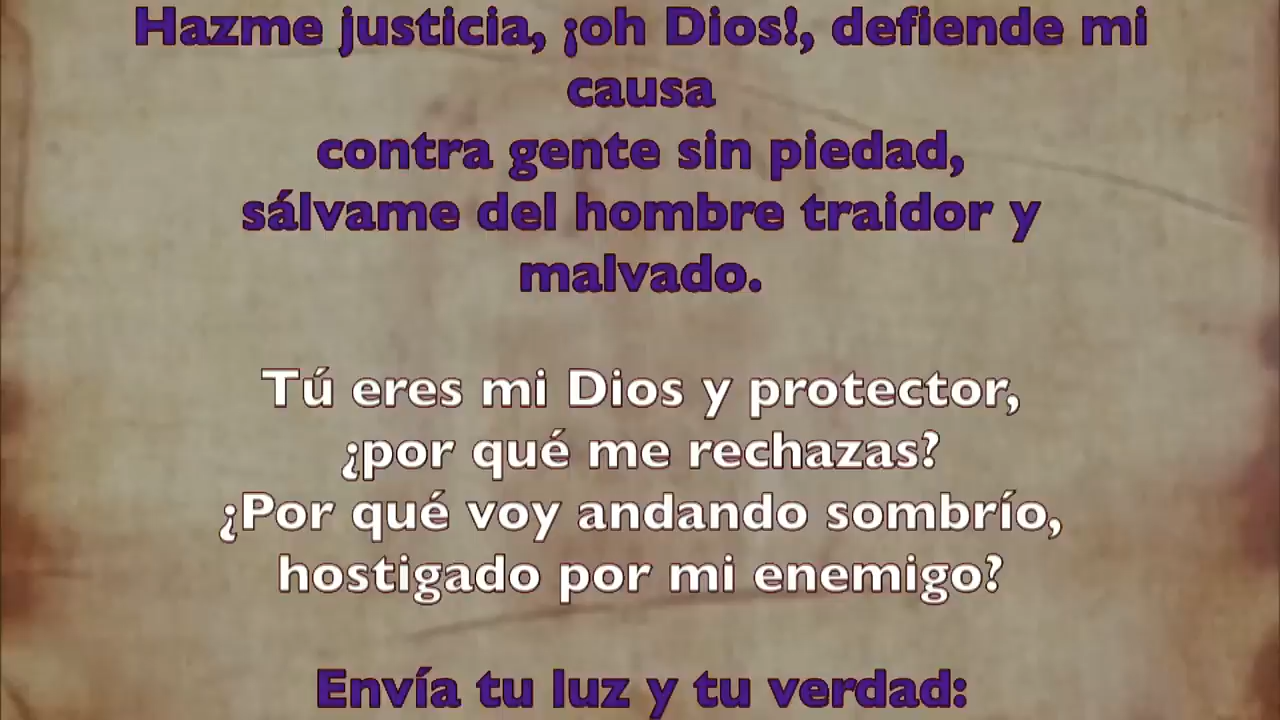 Hazme justicia, ¡oh Dios!, defiende mi
causa
contra gente sin piedad,
sálvame del hombre traidor y
malvado.
Tú eres mi Dios y protector,
¿por qué me rechazas?
¿Por qué voy andando sombrío,
hostigado por mi enemigo?
Envía tu luz y tu verdad: